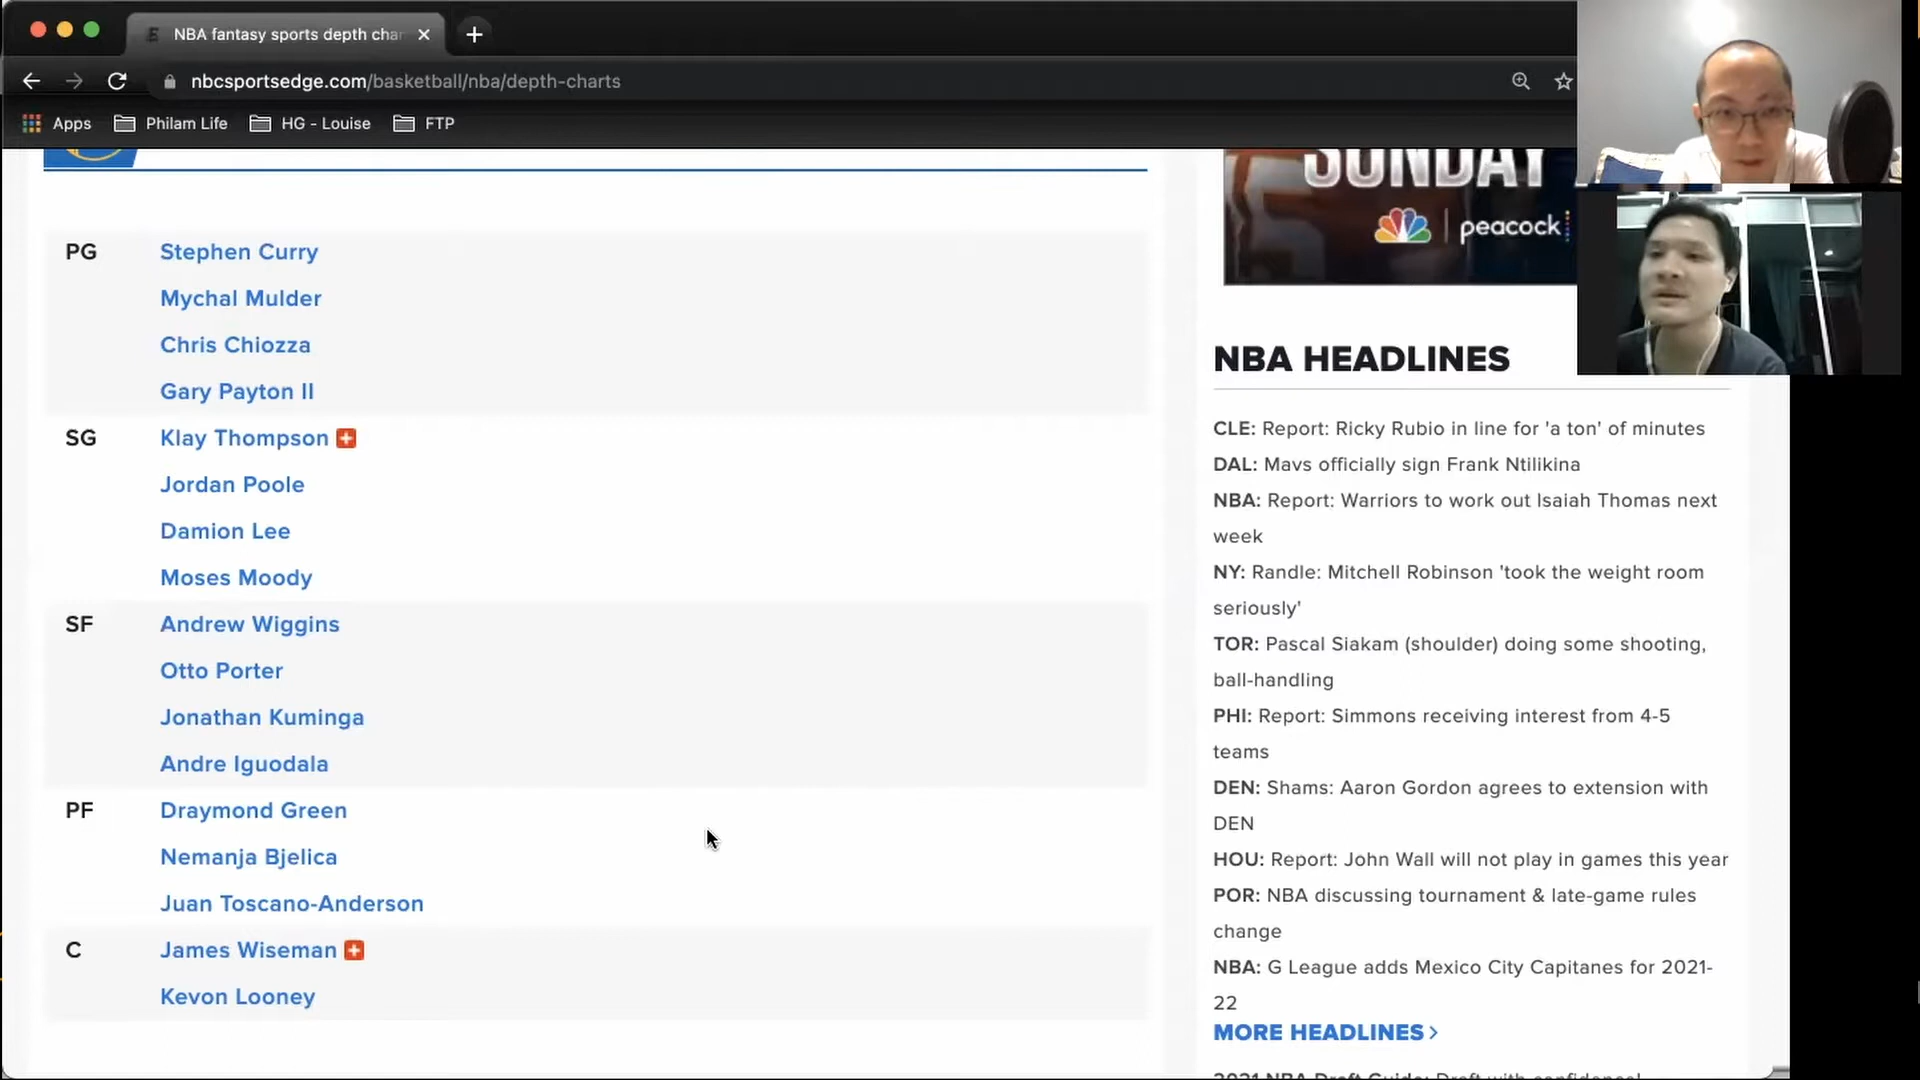 NBA fantasy sports depth char
nbcsportsedge.com/basketball/nba/depth-charts
Apps Philam Life HG - Louise FTP
SUNDAY
peacock
PG Stephen Curry
Mychal Mulder
Chris Chiozza
Gary Payton II
SG Klay Thompson
Jordan Poole
Damion Lee
Moses Moody
SF Andrew Wiggins
Otto Porter
Jonathan Kuminga
Andre Iguodala
PF Draymond Green
Nemanja Bjelica
Juan Toscano-Anderson
C James Wiseman
Kevon Looney
NBA HEADLINES
CLE: Report: Ricky Rubio in line for 'a ton' of minutes
DAL: Mavs officially sign Frank Ntilikina
NBA: Report: Warriors to work out Isaiah Thomas next
week
NY: Randle: Mitchell Robinson 'took the weight room
seriously'
TOR: Pascal Siakam (shoulder) doing some shooting,
ball-handling
PHI: Report: Simmons receiving interest from 4-5
teams
DEN: Shams: Aaron Gordon agrees to extension with
DEN
HOU: Report: John Wall will not play in games this year
POR: NBA discussing tournament & late-game rules
change
NBA: G League adds Mexico City Capitanes for 2021-
22
MORE HEADLINES
2021 NBA Draft Guide: Draft with confidence!